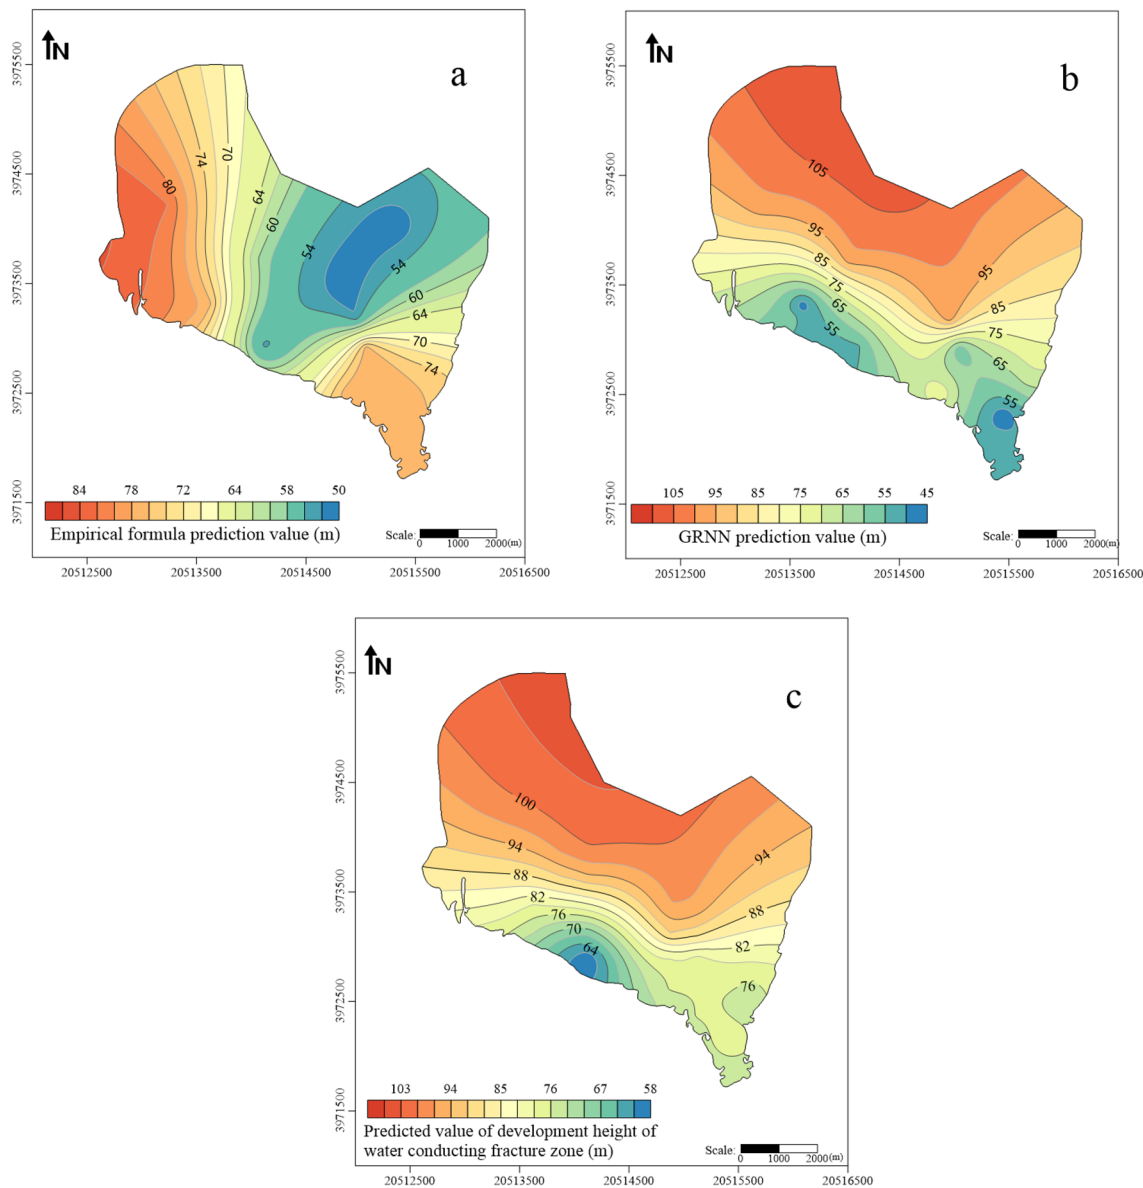 N
a
3975500
3974500
3973500
3972500
3971500
80
74
70
64
60
54
54
60
64
70
74
84 78 72 64 58 50
Empirical formula prediction value (m)
Scale:
0 1000 2000(m)
20512500 20513500 20514500 20515500 20516500
N
b
3975500
3974500
3973500
3972500
3971500
105
95
85
75
65
55
95
85
75
65
55
105 95 85 75 65 55 45
GRNN prediction value (m)
Scale:
0 1000 2000(m)
20512500 20513500 20514500 20515500 20516500
N
c
3975500
3974500
3973500
3972500
3971500
100
94
88
82
76
70
64
94
88
82
76
103 94 85 76 67 58
Predicted value of development height of
water conducting fracture zone (m)
Scale:
0 1000 2000(m)
20512500 20513500 20514500 20515500 20516500